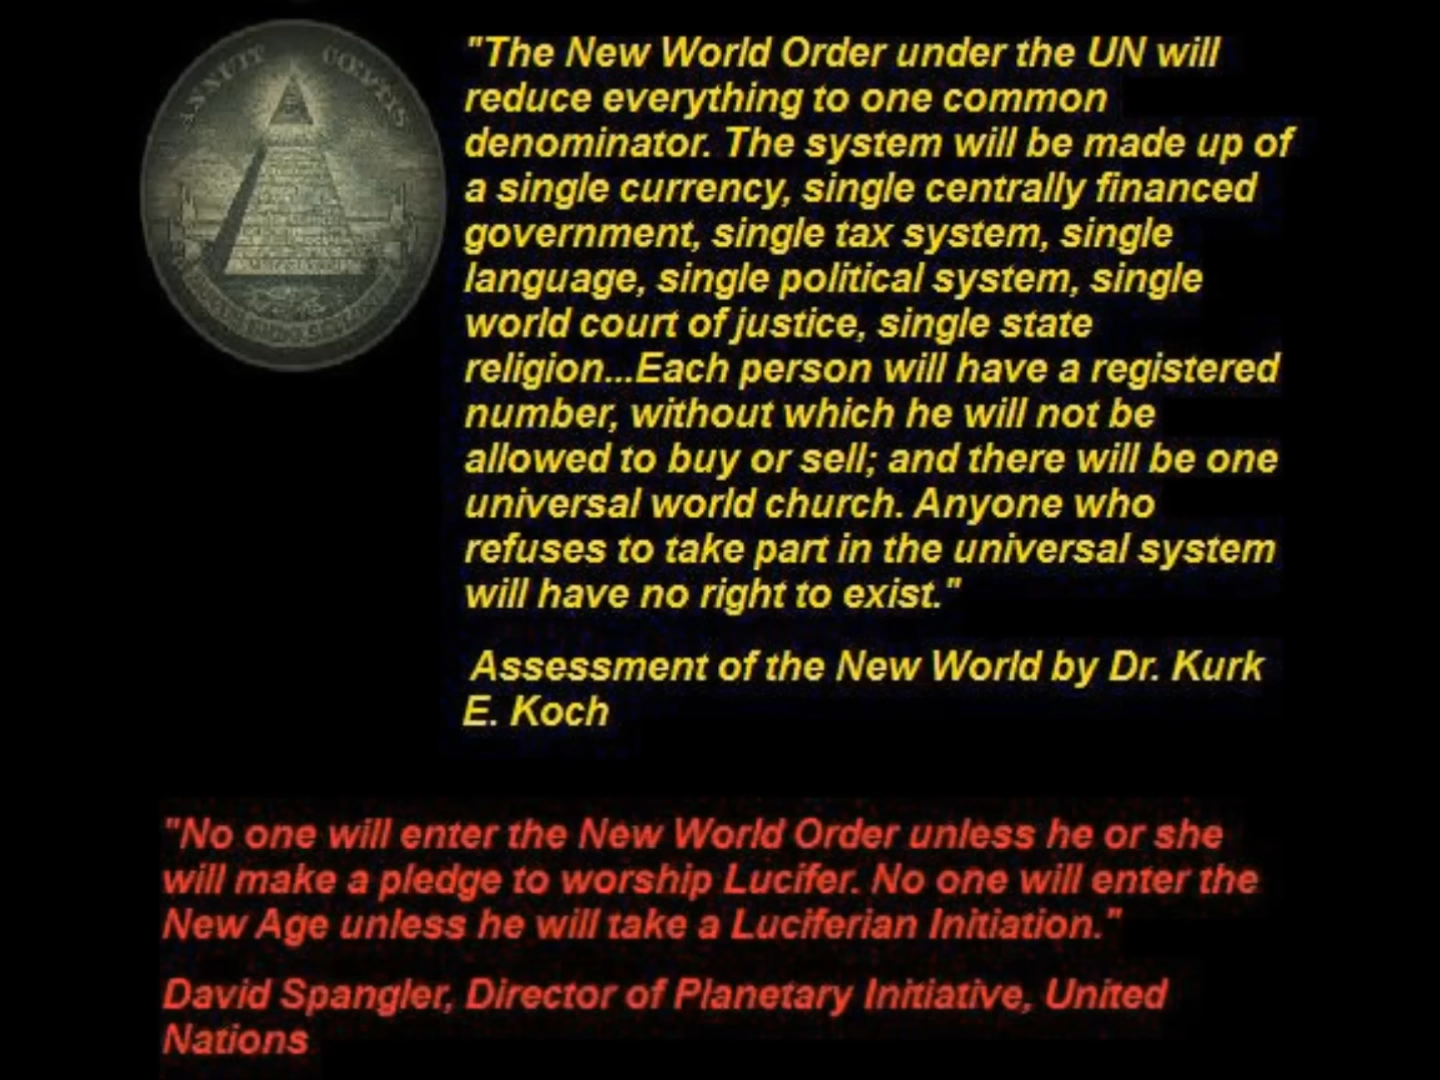 ANNUIT COEPTIS
"The New World Order under the UN will
reduce everything to one common
denominator. The system will be made up of
a single currency, single centrally financed
government, single tax system, single
language, single political system, single
world court of justice, single state
religion...Each person will have a registered
number, without which he will not be
allowed to buy or sell; and there will be one
universal world church. Anyone who
refuses to take part in the universal system
will have no right to exist."
Assessment of the New World by Dr. Kurk
E. Koch
"No one will enter the New World Order unless he or she
will make a pledge to worship Lucifer. No one will enter the
New Age unless he will take a Luciferian Initiation."
David Spangler, Director of Planetary Initiative, United
Nations